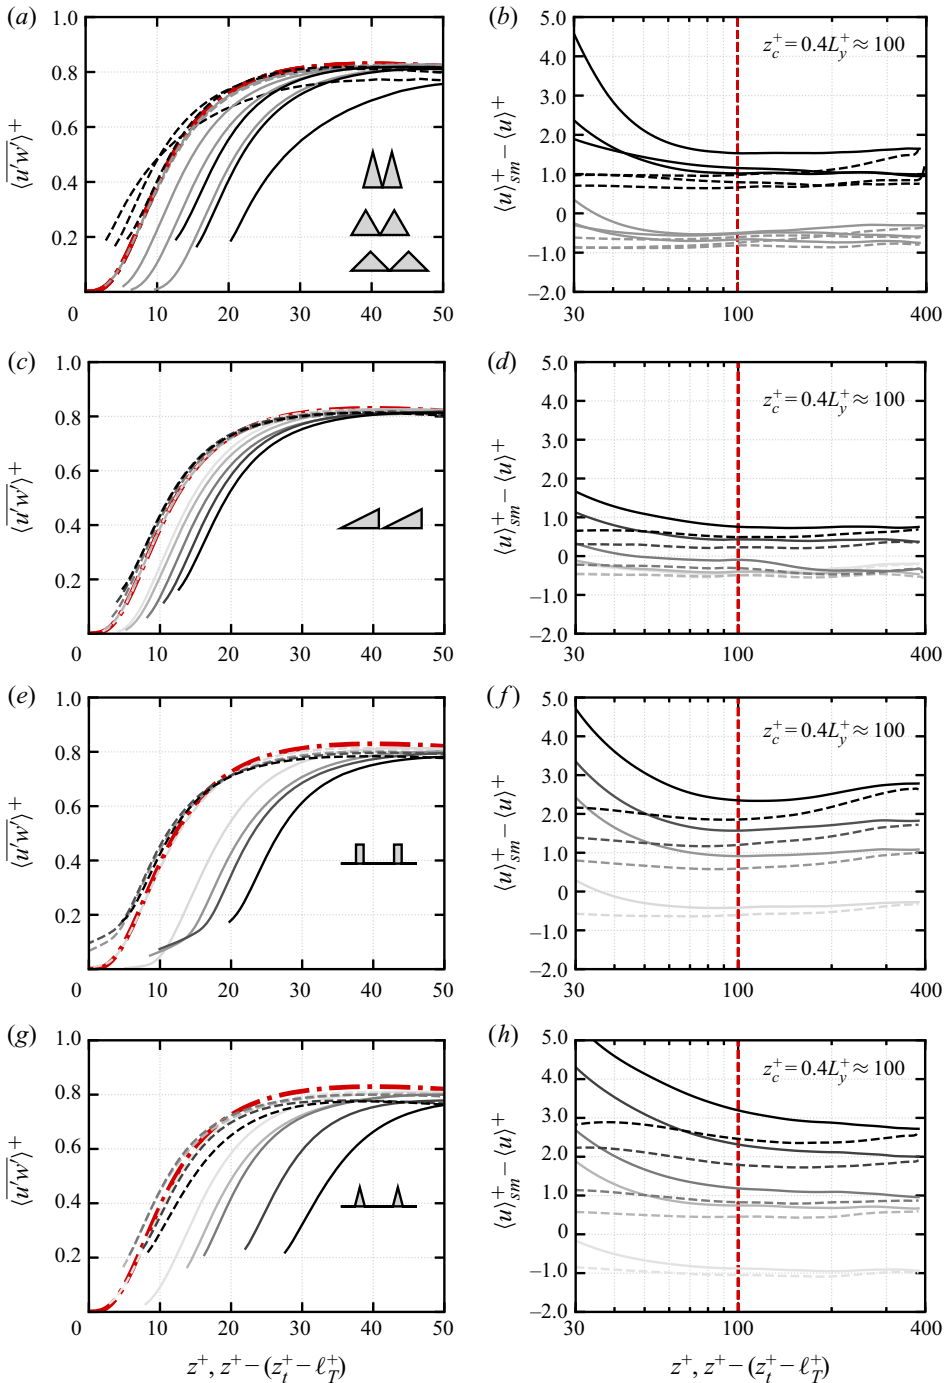 (a)
1.0
0.8
0.6
0.4
0.2
0 10 20 30 40 50
⟨u′w′⟩⁺
(b)
5.0
4.0
3.0
2.0
1.0
0
−1.0
−2.0
30 100 400
⟨u⟩⁺sm − ⟨u⟩⁺
z⁺c = 0.4L⁺y ≈ 100
(c)
1.0
0.8
0.6
0.4
0.2
0 10 20 30 40 50
⟨u′w′⟩⁺
(d)
5.0
4.0
3.0
2.0
1.0
0
−1.0
−2.0
30 100 400
⟨u⟩⁺sm − ⟨u⟩⁺
z⁺c = 0.4L⁺y ≈ 100
(e)
1.0
0.8
0.6
0.4
0.2
0 10 20 30 40 50
⟨u′w′⟩⁺
(f)
5.0
4.0
3.0
2.0
1.0
0
−1.0
−2.0
30 100 400
⟨u⟩⁺sm − ⟨u⟩⁺
z⁺c = 0.4L⁺y ≈ 100
(g)
1.0
0.8
0.6
0.4
0.2
0 10 20 30 40 50
⟨u′w′⟩⁺
z⁺, z⁺ − (z⁺t − ℓ⁺T)
(h)
5.0
4.0
3.0
2.0
1.0
0
−1.0
−2.0
30 100 400
⟨u⟩⁺sm − ⟨u⟩⁺
z⁺c = 0.4L⁺y ≈ 100
z⁺, z⁺ − (z⁺t − ℓ⁺T)